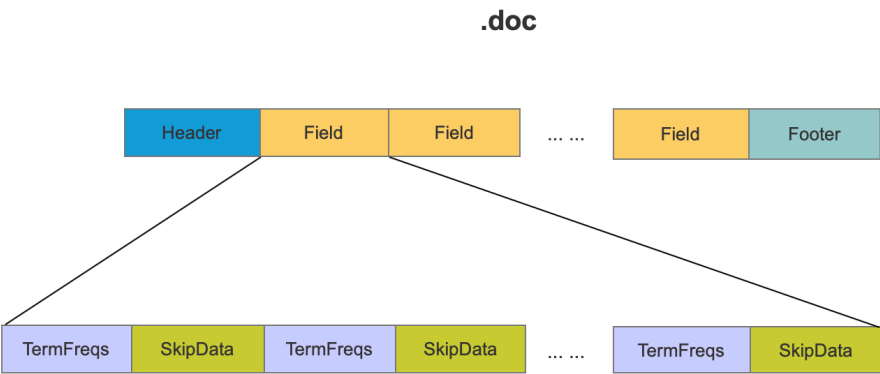 .doc
Header Field Field ... ... Field Footer
TermFreqs SkipData TermFreqs SkipData ... ... TermFreqs SkipData